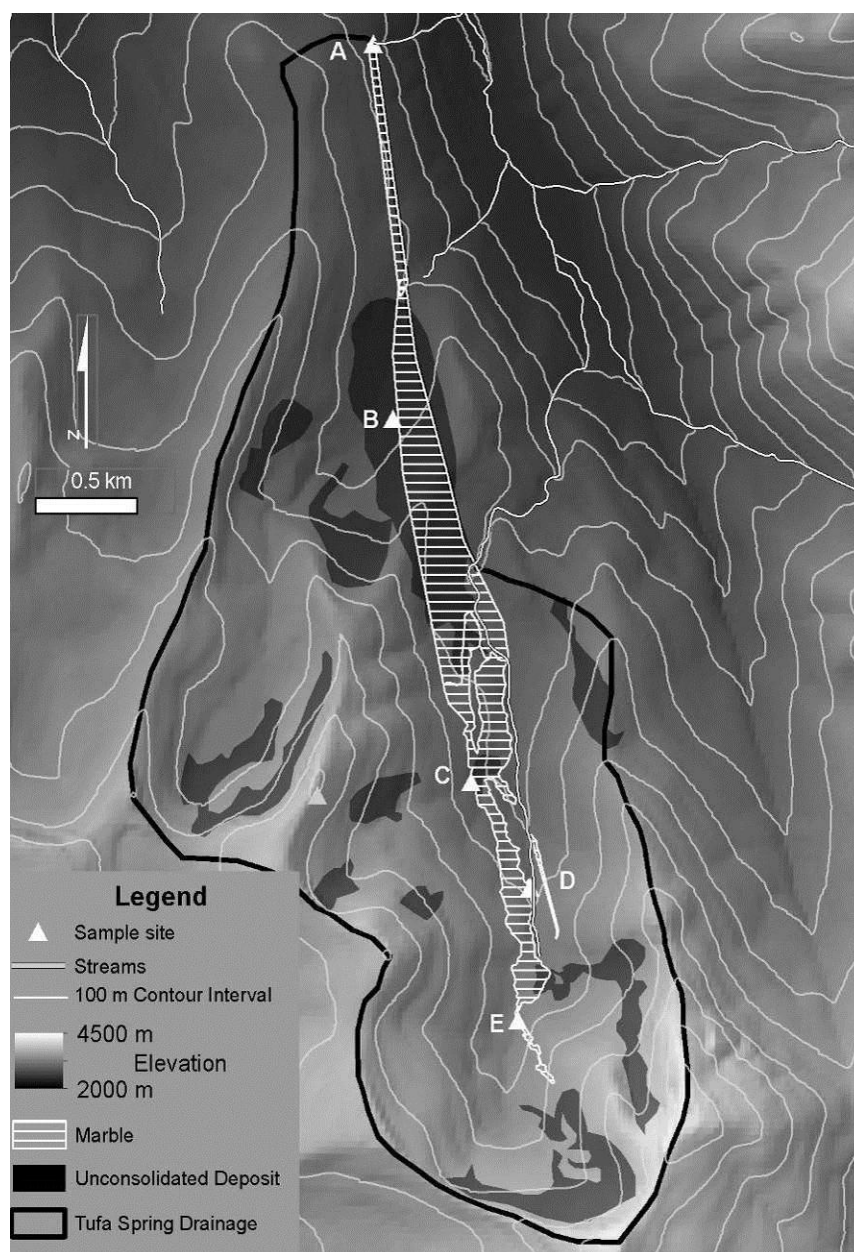 A
B
Z
0.5 km
C
D
Legend
Sample site
Streams
100 m Contour Interval
4500 m
Elevation
2000 m
E
Marble
Unconsolidated Deposit
Tufa Spring Drainage